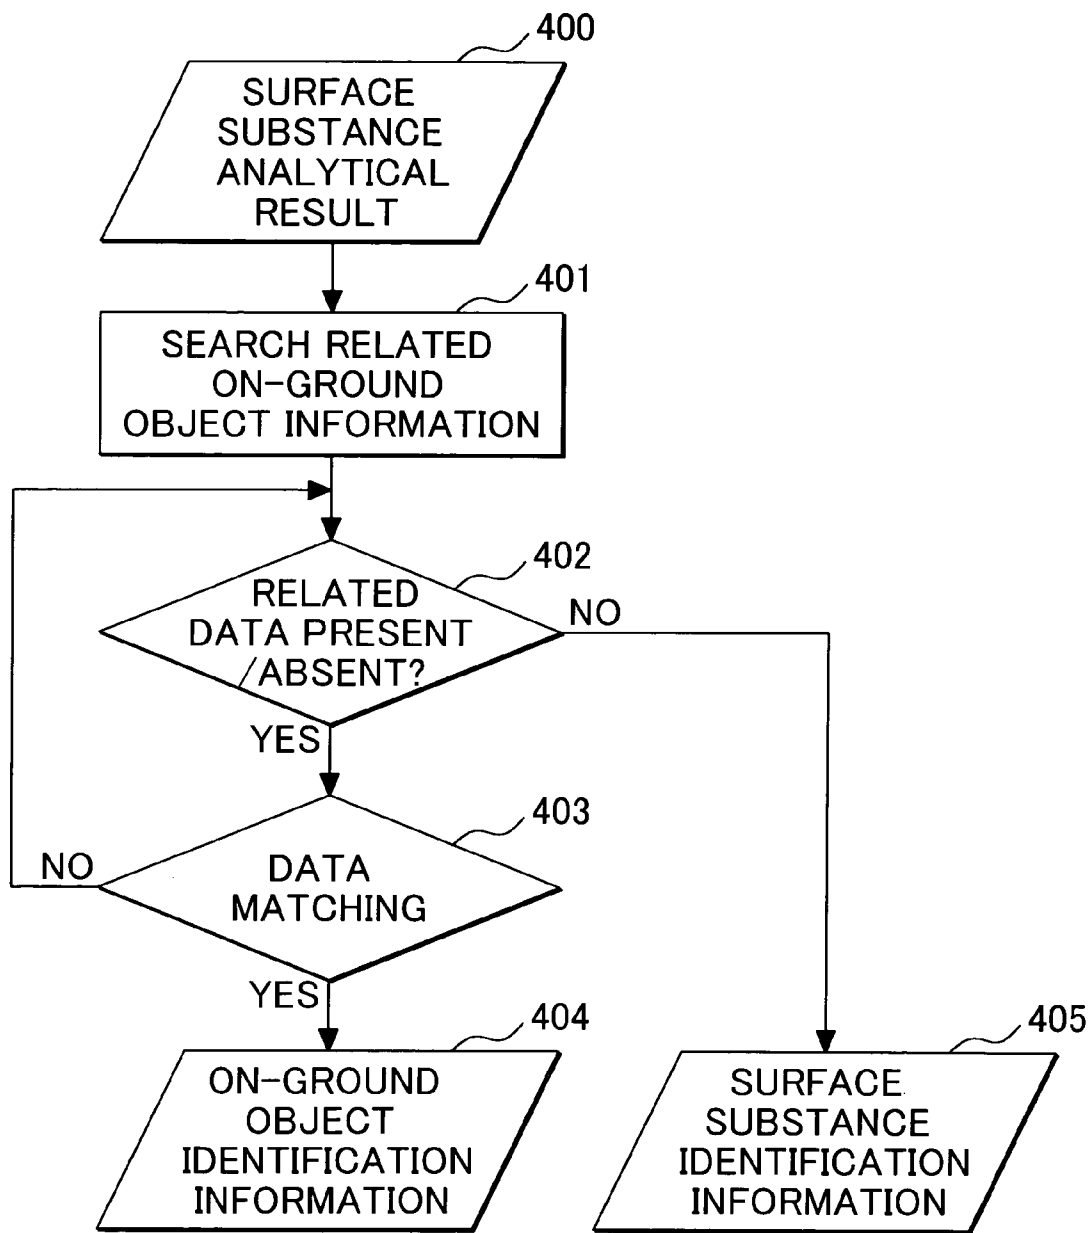 400
SURFACE
SUBSTANCE
ANALYTICAL
RESULT
401
SEARCH RELATED
ON-GROUND
OBJECT INFORMATION
402
RELATED
DATA PRESENT
/ABSENT?
NO
YES
403
DATA
MATCHING
NO
YES
404
ON-GROUND
OBJECT
IDENTIFICATION
INFORMATION
405
SURFACE
SUBSTANCE
IDENTIFICATION
INFORMATION